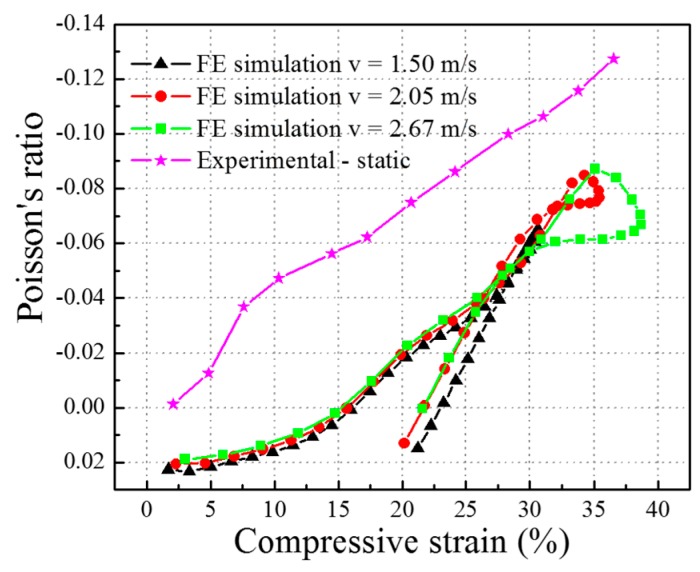 -0.14
-0.12
-0.10
-0.08
-0.06
-0.04
-0.02
0.00
0.02
Poisson's ratio
FE simulation v = 1.50 m/s
FE simulation v = 2.05 m/s
FE simulation v = 2.67 m/s
Experimental - static
0 5 10 15 20 25 30 35 40
Compressive strain (%)